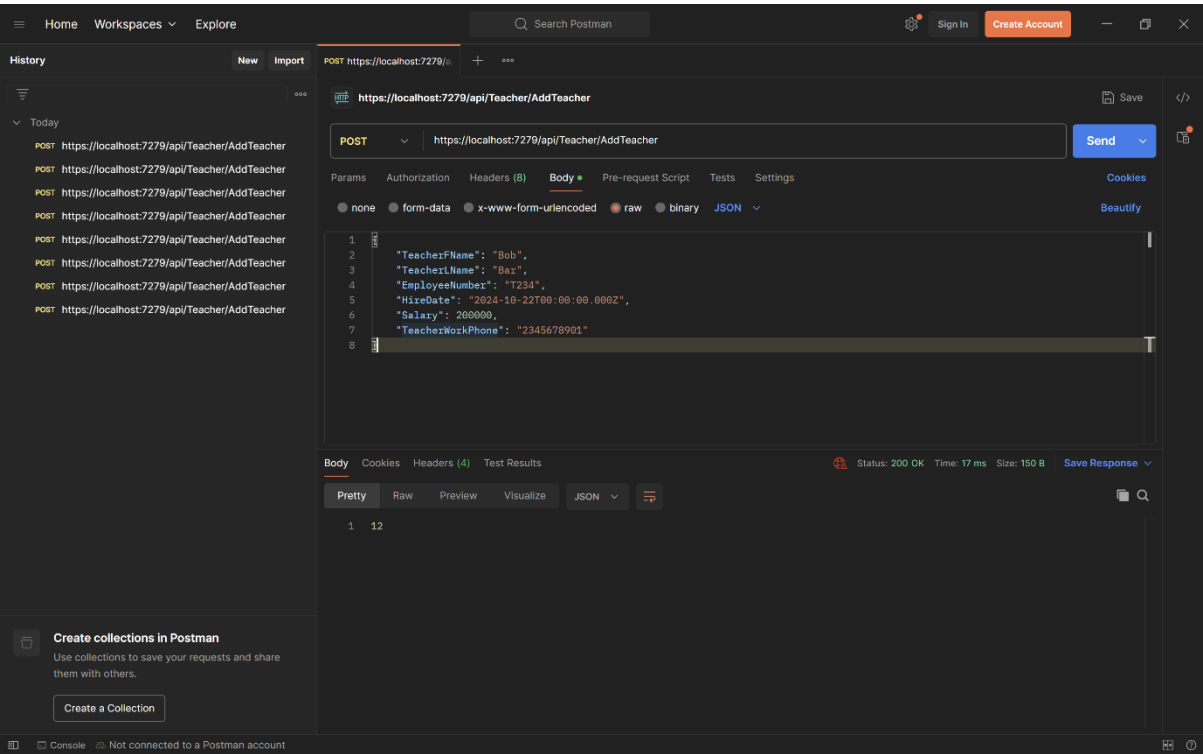 Home Workspaces Explore Search Postman Sign In Create Account
History New Import
POST https://localhost:7279/a
https://localhost:7279/api/Teacher/AddTeacher Save
Today
POST https://localhost:7279/api/Teacher/AddTeacher
POST https://localhost:7279/api/Teacher/AddTeacher
POST https://localhost:7279/api/Teacher/AddTeacher
POST https://localhost:7279/api/Teacher/AddTeacher
POST https://localhost:7279/api/Teacher/AddTeacher
POST https://localhost:7279/api/Teacher/AddTeacher
POST https://localhost:7279/api/Teacher/AddTeacher
POST https://localhost:7279/api/Teacher/AddTeacher
POST https://localhost:7279/api/Teacher/AddTeacher Send
Params Authorization Headers (8) Body Pre-request Script Tests Settings Cookies
none form-data x-www-form-urlencoded raw binary JSON Beautify
1 {
2 "TeacherFName": "Bob",
3 "TeacherLName": "Bar",
4 "EmployeeNumber": "T234",
5 "HireDate": "2024-10-22T00:00:00.000Z",
6 "Salary": 200000,
7 "TeacherWorkPhone": "2345678901"
8 }
Body Cookies Headers (4) Test Results Status: 200 OK Time: 17 ms Size: 150 B Save Response
Pretty Raw Preview Visualize JSON
1 12
Create collections in Postman
Use collections to save your requests and share
them with others.
Create a Collection
Console Not connected to a Postman account